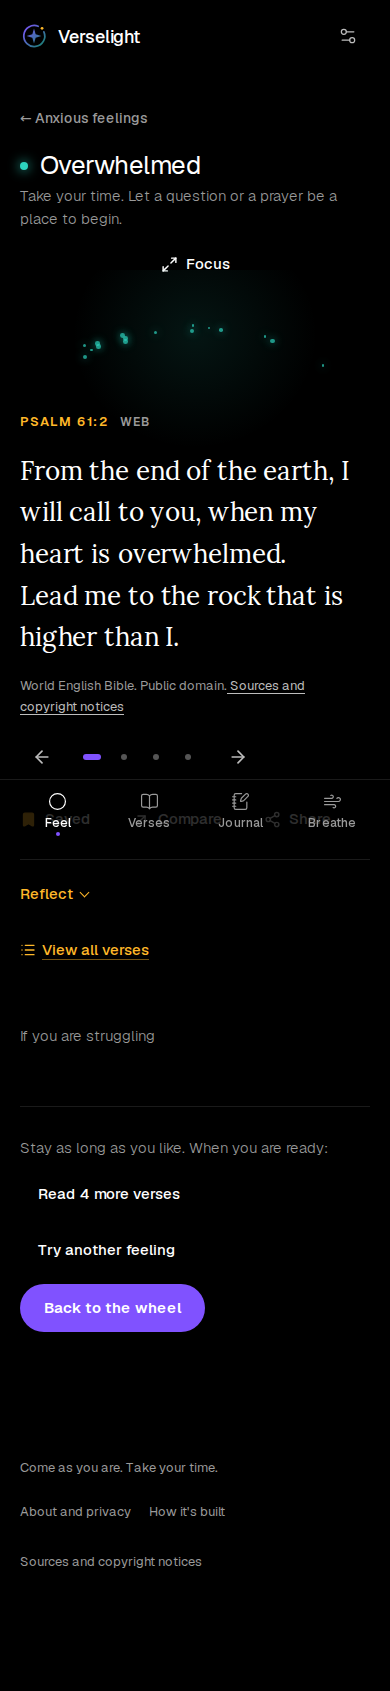 Verselight
← Anxious feelings
Overwhelmed
Take your time. Let a question or a prayer be a
place to begin.
Focus
PSALM 61:2 WEB
From the end of the earth, I
will call to you, when my
heart is overwhelmed.
Lead me to the rock that is
higher than I.
World English Bible. Public domain. Sources and
copyright notices
Saved Compare Share
Feel Verses Journal Breathe
Reflect
View all verses
If you are struggling
Stay as long as you like. When you are ready:
Read 4 more verses
Try another feeling
Back to the wheel
Come as you are. Take your time.
About and privacy How it's built
Sources and copyright notices